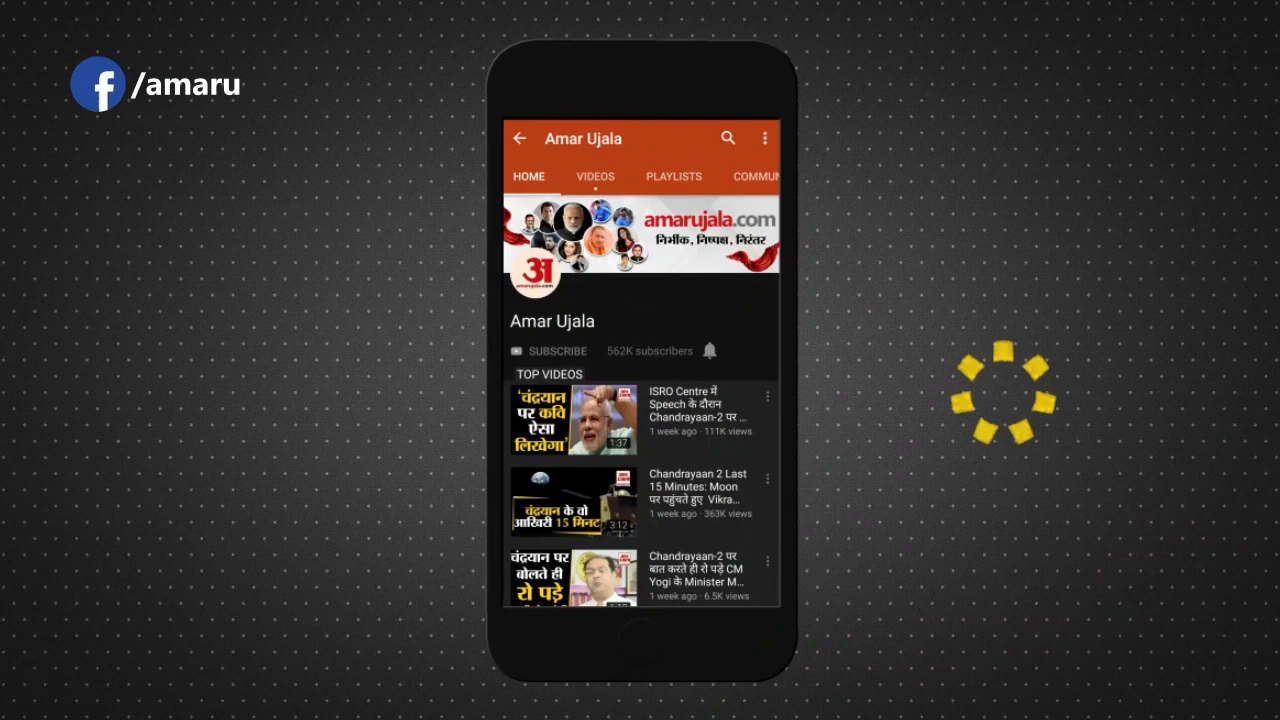 /amaru
Amar Ujala
HOME VIDEOS PLAYLISTS COMMUN
amarujala.com
निर्भीक, निष्पक्ष, निरंतर
अ
amarujala.com
Amar Ujala
SUBSCRIBE 562K subscribers
TOP VIDEOS
'चंद्रयान
पर कवि
ऐसा
लिखेगा'
1:37
ISRO Centre में
Speech के दौरान
Chandrayaan-2 पर ...
1 week ago · 111K views
चंद्रयान के वो
आखिरी 15 मिनट
3:12
Chandrayaan 2 Last
15 Minutes: Moon
पर पहुंचते हुए Vikra...
1 week ago · 363K views
चंद्रयान पर
बोलते ही
रो पड़े
Chandrayaan-2 पर
बात करते ही रो पड़े CM
Yogi के Minister M...
1 week ago · 6.5K views